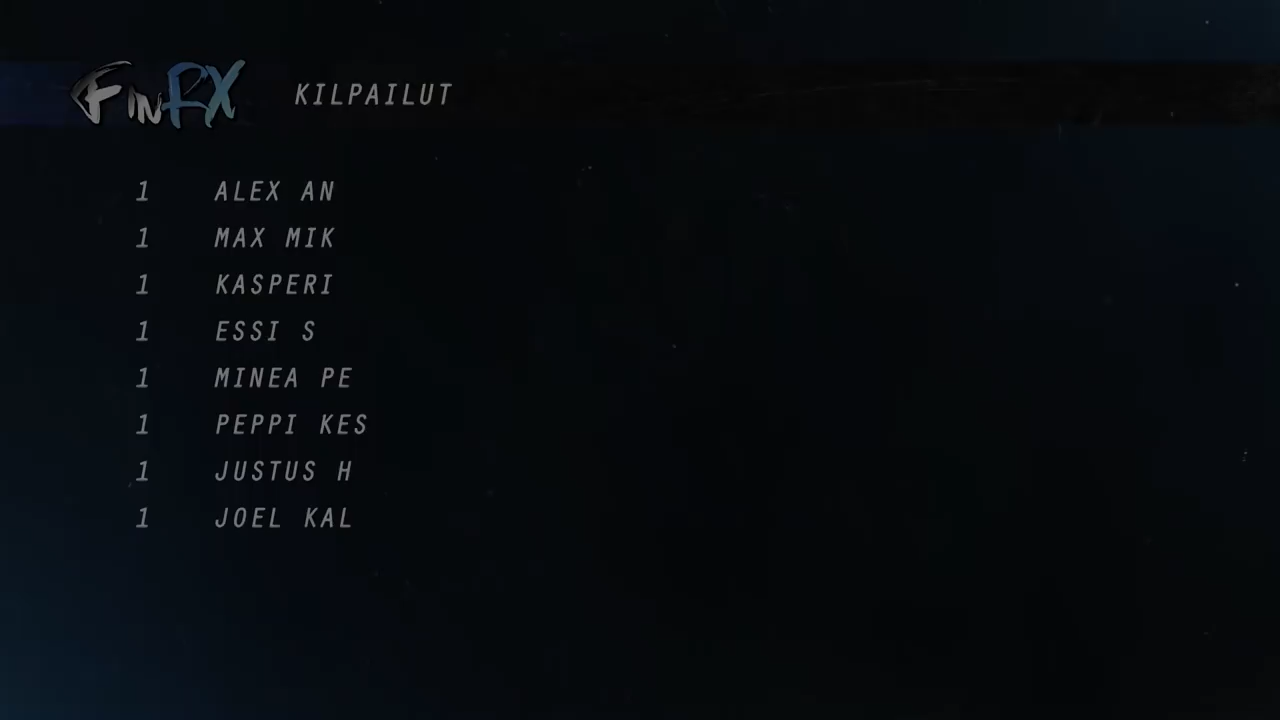 FinRX KILPAILUT
1 ALEX AN
1 MAX MIK
1 KASPERI
1 ESSI S
1 MINEA PE
1 PEPPI KES
1 JUSTUS H
1 JOEL KAL